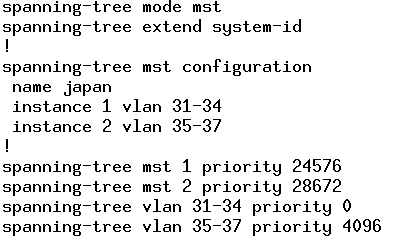 spanning-tree mode mst
spanning-tree extend system-id
!
spanning-tree mst configuration
 name japan
 instance 1 vlan 31-34
 instance 2 vlan 35-37
!
spanning-tree mst 1 priority 24576
spanning-tree mst 2 priority 28672
spanning-tree vlan 31-34 priority 0
spanning-tree vlan 35-37 priority 4096